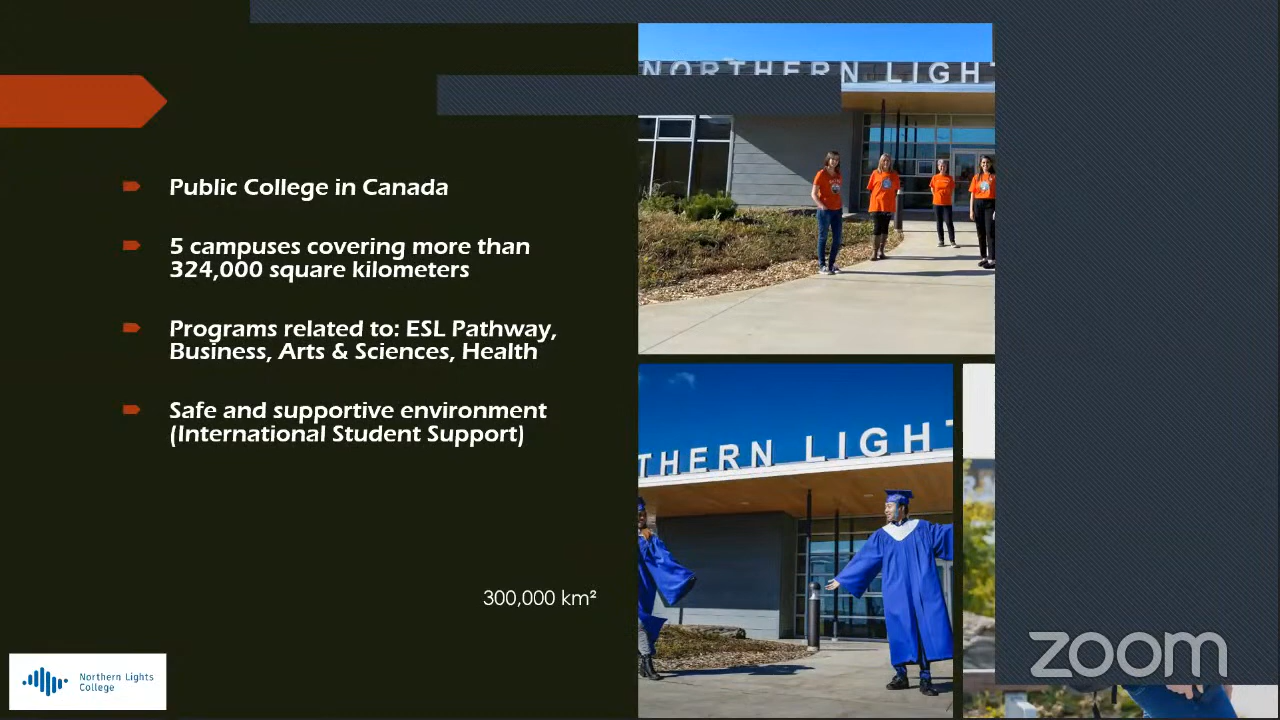 NORTHERN LIGHT
Public College in Canada
5 campuses covering more than
324,000 square kilometers
Programs related to: ESL Pathway,
Business, Arts & Sciences, Health
Safe and supportive environment
(International Student Support)
THERN LIGHT
300,000 km²
zoom
Northern Lights
College